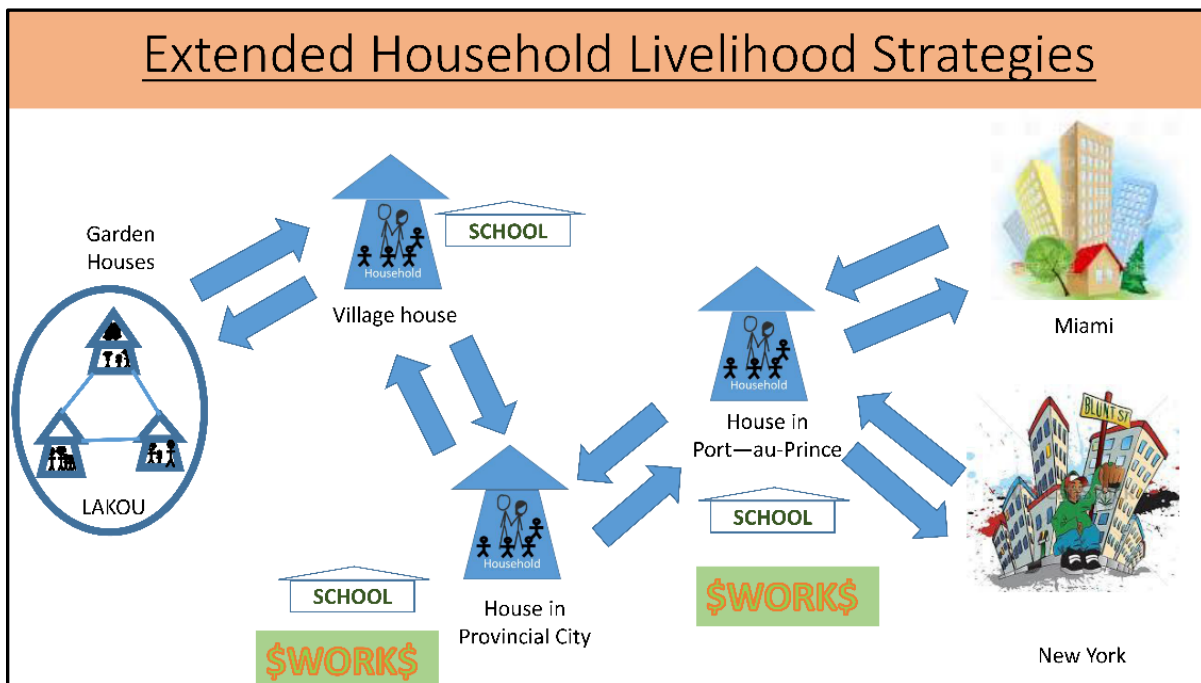 Extended Household Livelihood Strategies
Garden
Houses
LAKOU
Household
Village house
SCHOOL
Household
House in
Provincial City
SCHOOL
$WORK$
Household
House in
Port—au-Prince
SCHOOL
$WORK$
Miami
BLUNT ST
New York